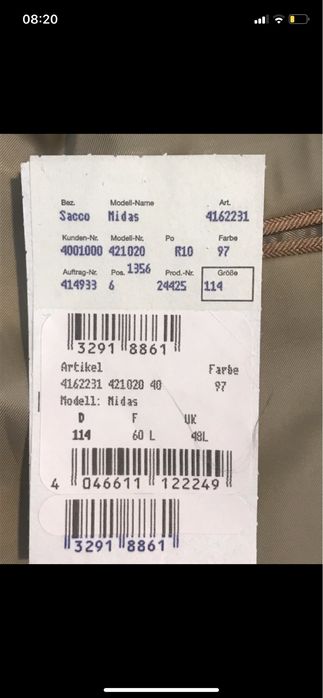 08:20
Bez. Modell-Name Art.
Sacco Midas 4162231
Kunden-Nr. Modell-Nr. Po Farbe
4001000 421020 R10 97
Auftrag-Nr. Pos. 1356 Prod.-Nr. Größe
414933 6 24425 114
3291 8861
Artikel Farbe
4162231 421020 40 97
Modell: Midas
D F UK
114 60 L 48L
4 046611 122249
3291 8861